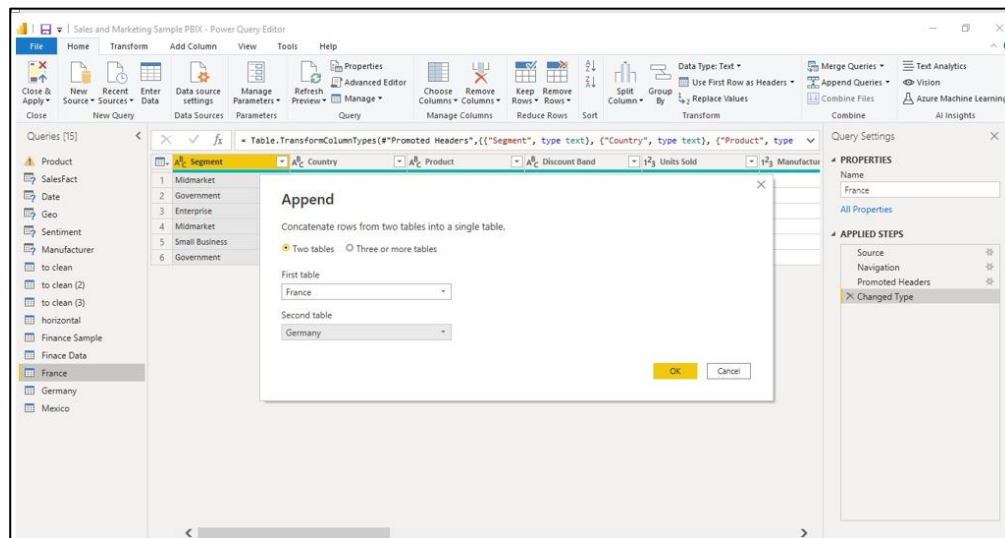 Sales and Marketing Sample PBIX - Power Query Editor
File Home Transform Add Column View Tools Help
Close & Apply
New Source
Recent Sources
Enter Data
Data source settings
Manage Parameters
Refresh Preview
Properties
Advanced Editor
Manage
Choose Columns
Remove Columns
Keep Rows
Remove Rows
Split Column
Group By
Data Type: Text
Use First Row as Headers
Replace Values
Merge Queries
Append Queries
Combine Files
Text Analytics
Vision
Azure Machine Learning
Close New Query Data Sources Parameters Query Manage Columns Reduce Rows Sort Transform Combine AI Insights
Queries [15]
Product
SalesFact
Date
Geo
Sentiment
Manufacturer
to clean
to clean (2)
to clean (3)
horizontal
Finance Sample
Finace Data
France
Germany
Mexico
fx = Table.TransformColumnTypes(#"Promoted Headers",{{"Segment", type text}, {"Country", type text}, {"Product", type
ABC Segment ABC Country ABC Product ABC Discount Band 123 Units Sold 123 Manufactur
1 Midmarket
2 Government
3 Enterprise
4 Midmarket
5 Small Business
6 Government
Append
Concatenate rows from two tables into a single table.
Two tables Three or more tables
First table
France
Second table
Germany
OK Cancel
Query Settings
PROPERTIES
Name
France
All Properties
APPLIED STEPS
Source
Navigation
Promoted Headers
Changed Type